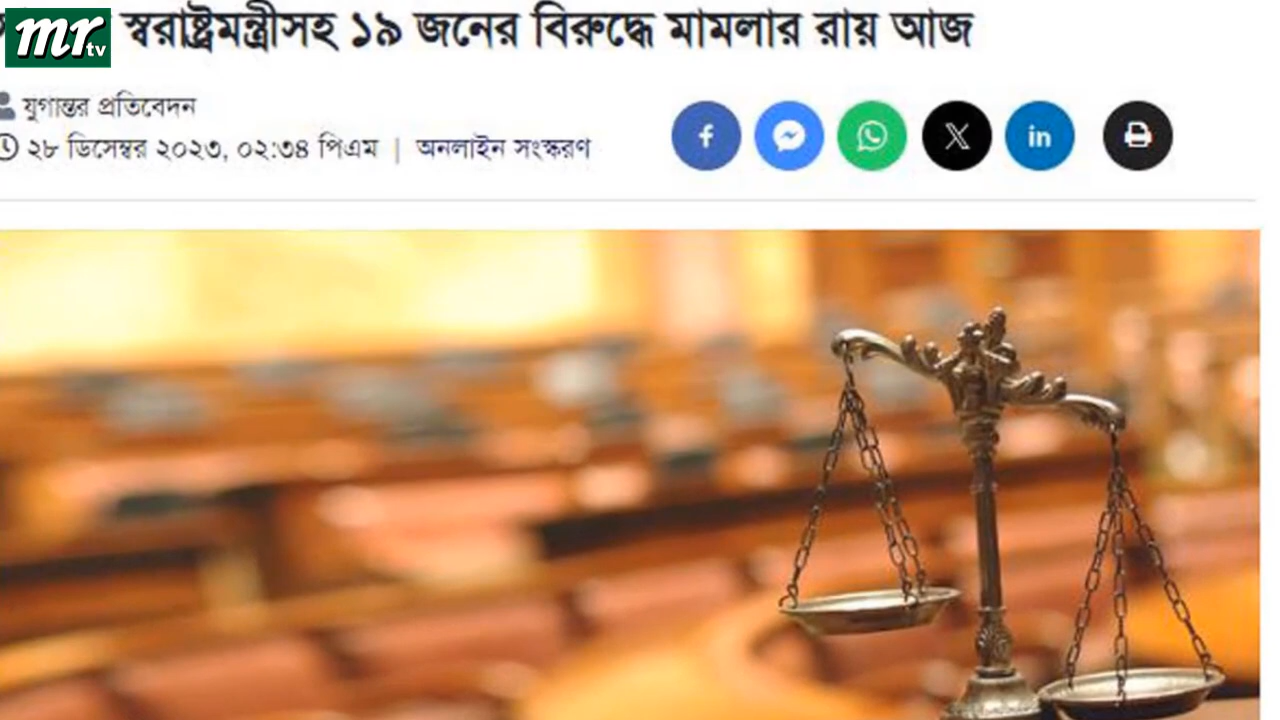 mr tv
স্বরাষ্ট্রমন্ত্রীসহ ১৯ জনের বিরুদ্ধে মামলার রায় আজ
যুগান্তর প্রতিবেদন
২৮ ডিসেম্বর ২০২৩, ০২:৩৪ পিএম | অনলাইন সংস্করণ